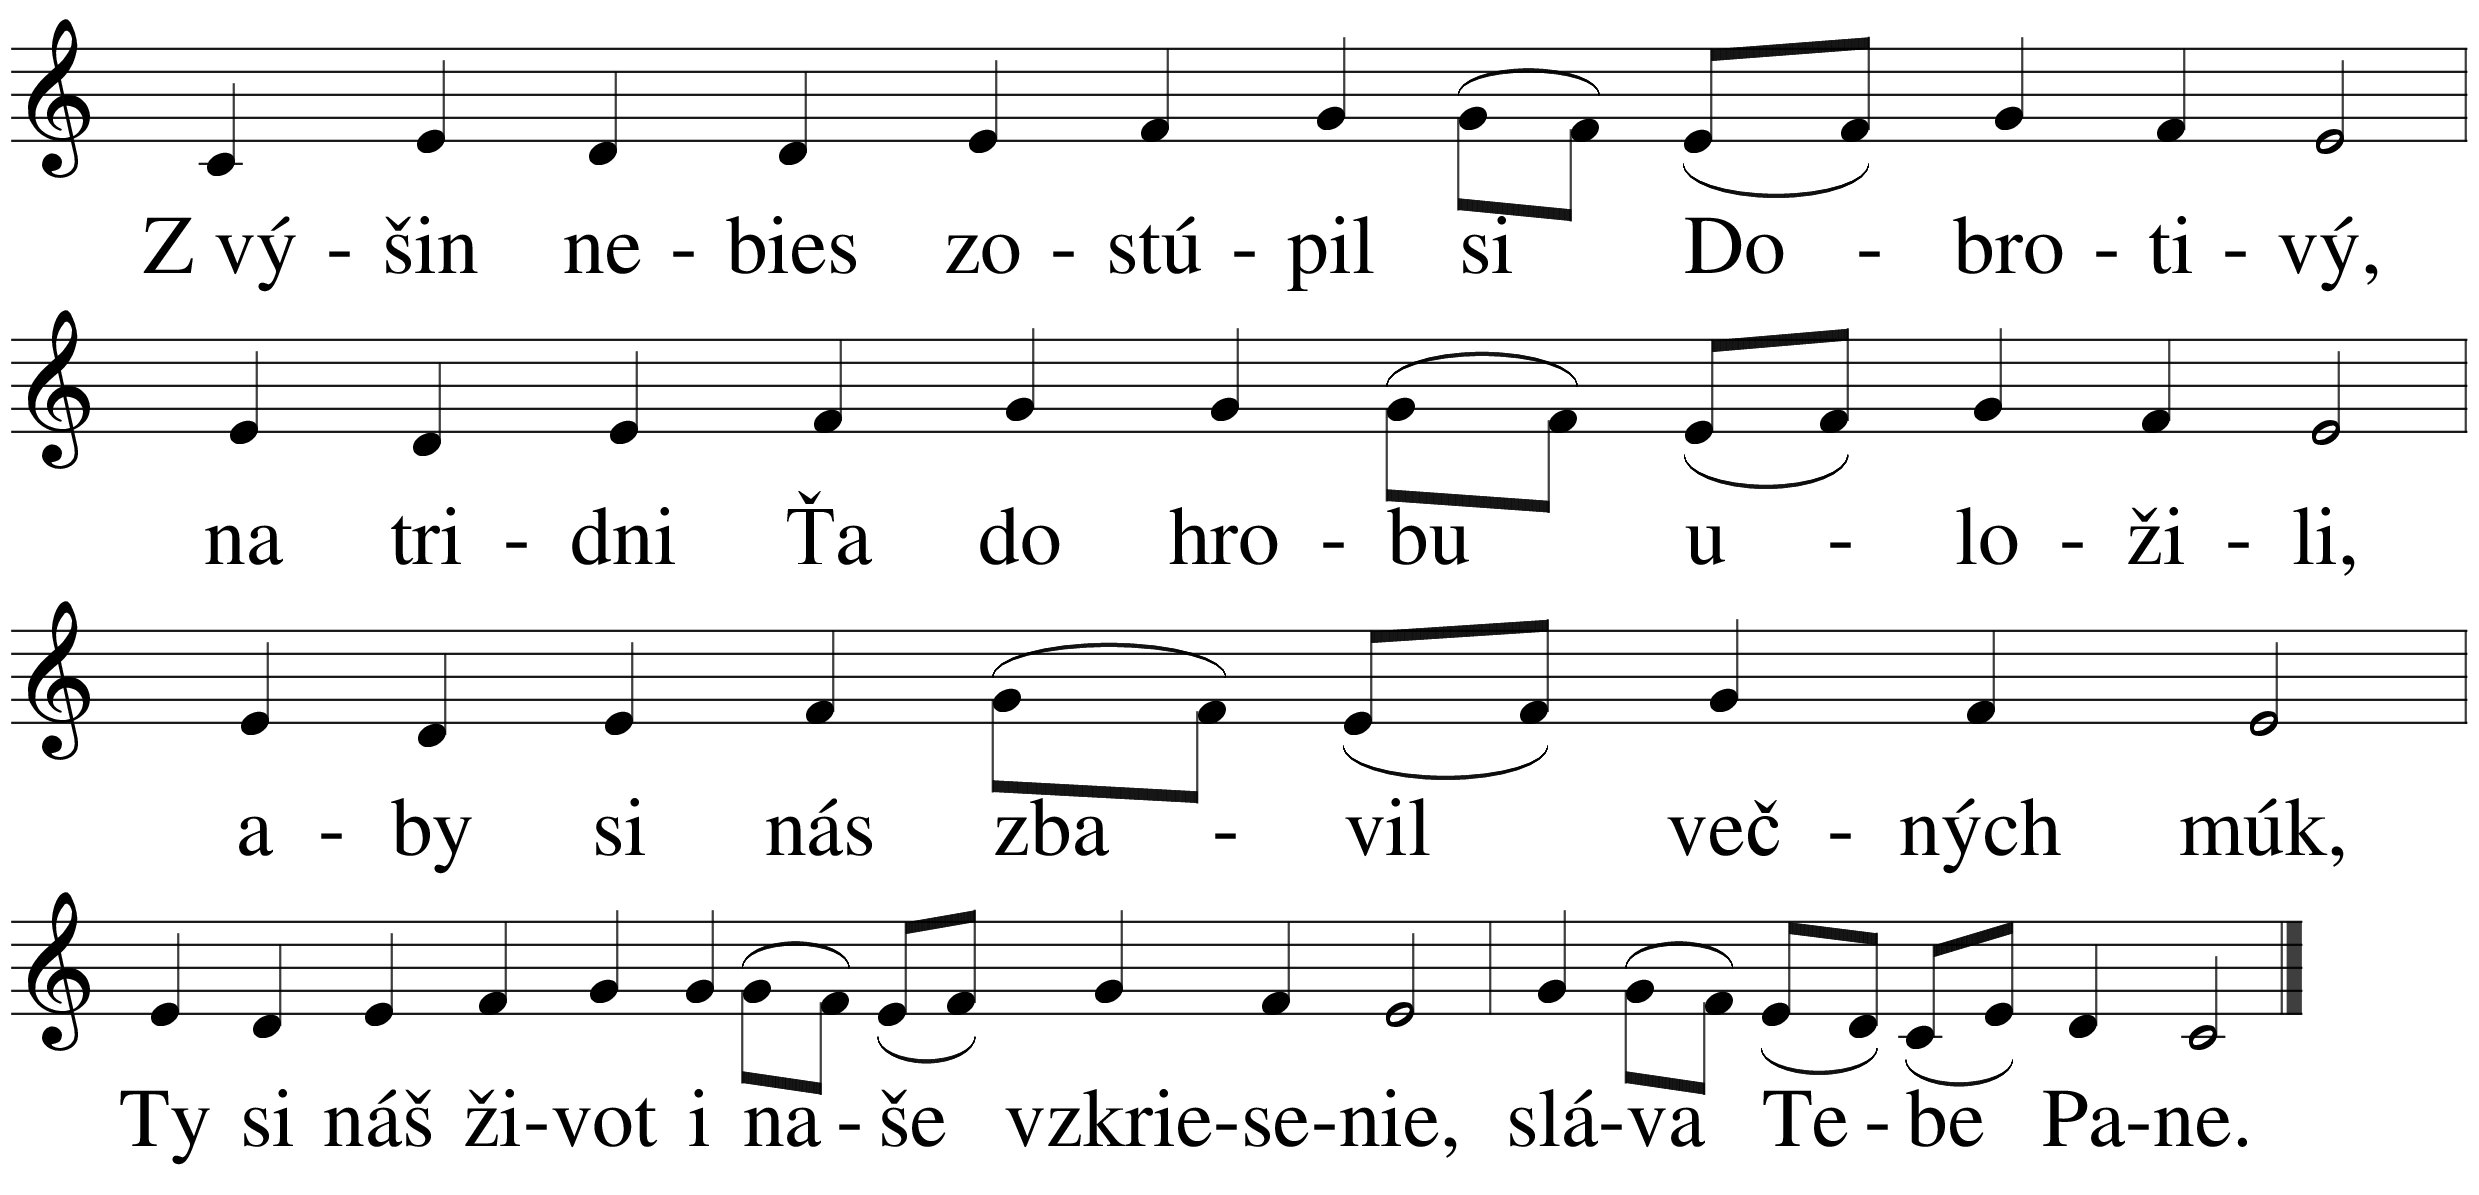 Z vý - šin ne - bies zo - stú - pil si Do - bro - ti - vý,
na tri - dni Ťa do hro - bu u - lo - ži - li,
a - by si nás zba - vil več - ných múk,
Ty si náš ži-vot i na - še vzkrie-se-nie, slá-va Te - be Pa-ne.